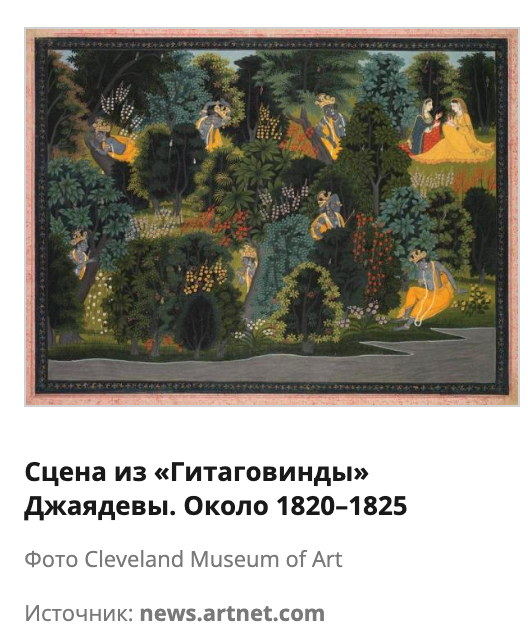 Сцена из «Гитаговинды»
Джаядевы. Около 1820–1825
Фото Cleveland Museum of Art
Источник: news.artnet.com